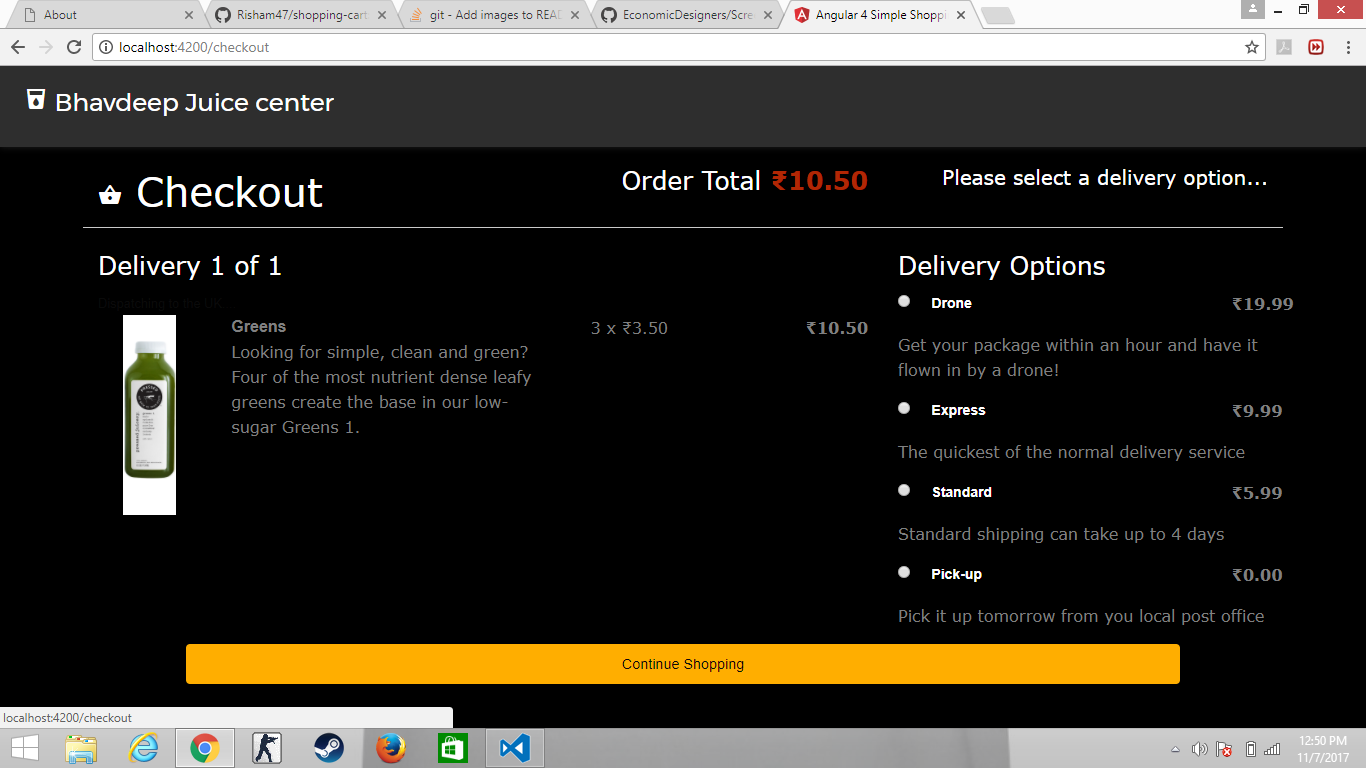 About
Risham47/shopping-cart
git - Add images to READ
EconomicDesigners/Scre
Angular 4 Simple Shoppi
localhost:4200/checkout
Bhavdeep Juice center
Checkout
Order Total ₹10.50
Please select a delivery option...
Delivery 1 of 1
Dispatching to the UK
Greens
3 x ₹3.50
₹10.50
Looking for simple, clean and green?
Four of the most nutrient dense leafy
greens create the base in our low-
sugar Greens 1.
Delivery Options
Drone ₹19.99
Get your package within an hour and have it
flown in by a drone!
Express ₹9.99
The quickest of the normal delivery service
Standard ₹5.99
Standard shipping can take up to 4 days
Pick-up ₹0.00
Pick it up tomorrow from you local post office
Continue Shopping
localhost:4200/checkout
12:50 PM
11/7/2017